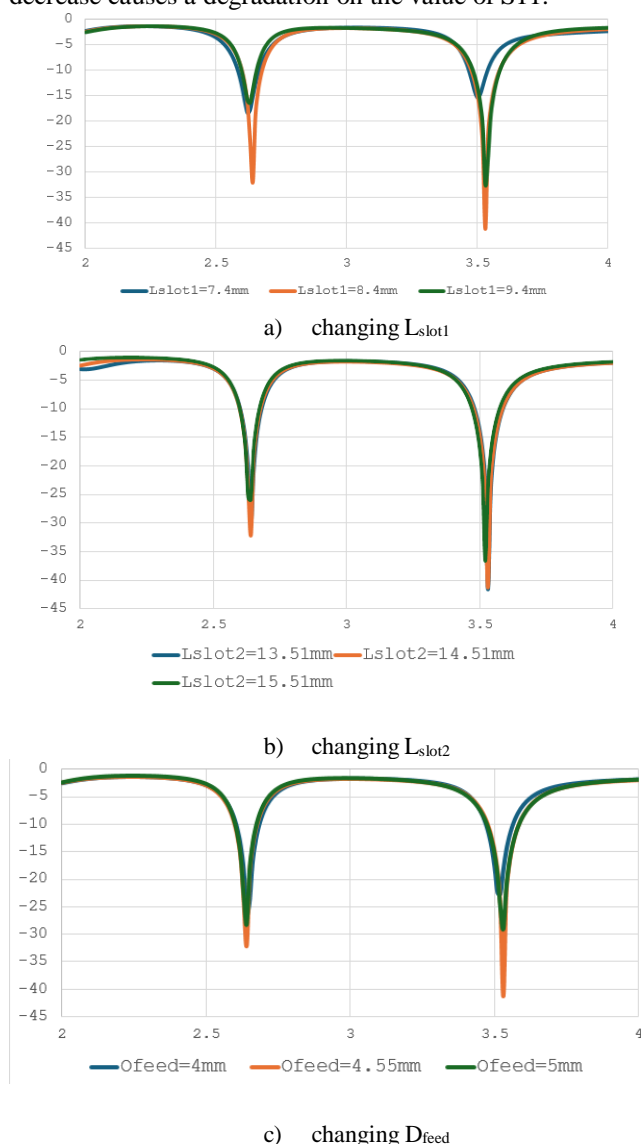 decrease causes a degradation on the value of S11.
0
-5
-10
-15
-20
-25
-30
-35
-40
-45
2 2.5 3 3.5 4
Lslot1=7.4mm Lslot1=8.4mm Lslot1=9.4mm
a) changing Lslot1
0
-5
-10
-15
-20
-25
-30
-35
-40
-45
2 2.5 3 3.5 4
Lslot2=13.51mm Lslot2=14.51mm
Lslot2=15.51mm
b) changing Lslot2
0
-5
-10
-15
-20
-25
-30
-35
-40
-45
2 2.5 3 3.5 4
Ofeed=4mm Ofeed=4.55mm Ofeed=5mm
c) changing Dfeed